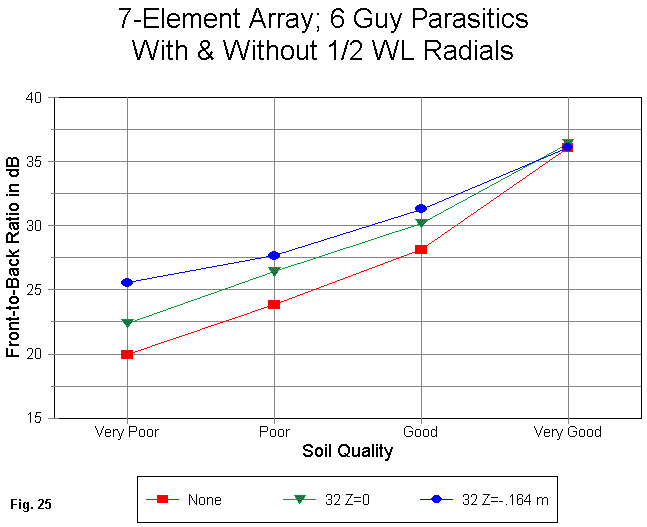 7-Element Array; 6 Guy Parasitics
With & Without 1/2 WL Radials
Front-to-Back Ratio in dB
40
35
30
25
20
15
Very Poor Poor Good Very Good
Soil Quality
Fig. 25
None 32 Z=0 32 Z=-.164 m